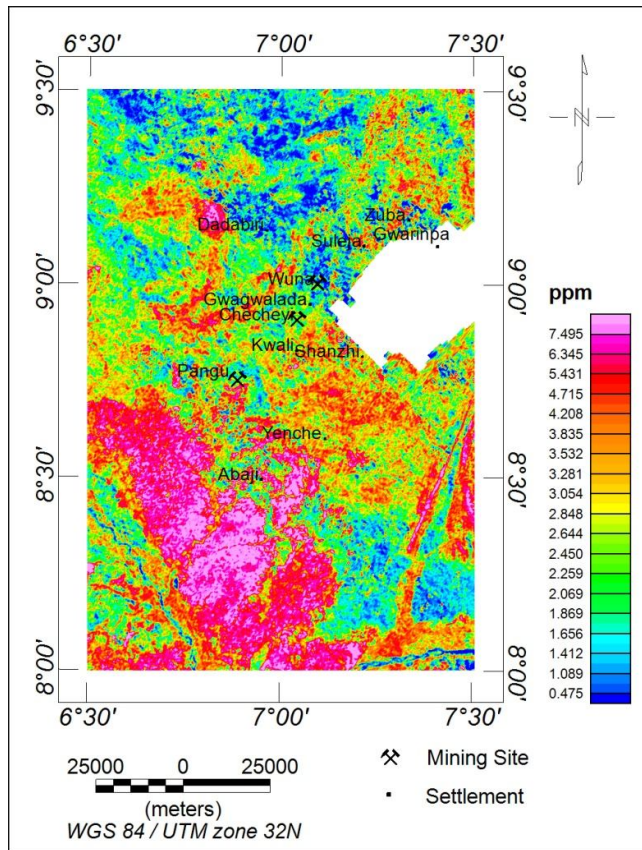 6°30' 7°00' 7°30'
9°30' 9°30'
N
Dadabiri
Zuba
Gwarinpa
Suleja
Wuna
9°00' 9°00'
Gwagwalada
Chechey
Kwali
Shanzhi
Pangu
Yenche
Abaji
8°30' 8°30'
8°00' 8°00'
6°30' 7°00' 7°30'
ppm
7.495
6.345
5.431
4.715
4.208
3.835
3.532
3.281
3.054
2.848
2.644
2.450
2.259
2.069
1.869
1.656
1.412
1.089
0.475
25000 0 25000
(meters)
WGS 84 / UTM zone 32N
Mining Site
Settlement